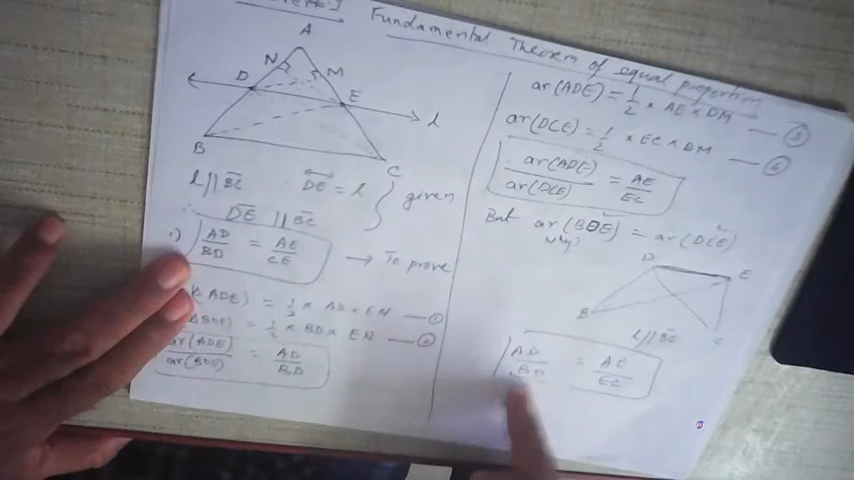 Fundamental Theorem of equal proportion
A
N
M
D
E
l
B
C
l || BC
DE = l
given
∴ DE || BC
AD/BD = AE/CE → To prove
ADE) = 1/2 × AD × EN — ①
BDE) = 1/2 × BD × EN — ②
ar(ADE)/ar(BDE) = AD/BD
ar(ADE) = 1/2 × AE × DM — ③
ar(DCE) = 1/2 × EC × DM — ④
ar(ADE)/ar(DCE) = AE/EC
But ar(BDE) = ar(DCE)
why?
D
E
B
C
l || BC
AD/BD = AE/EC